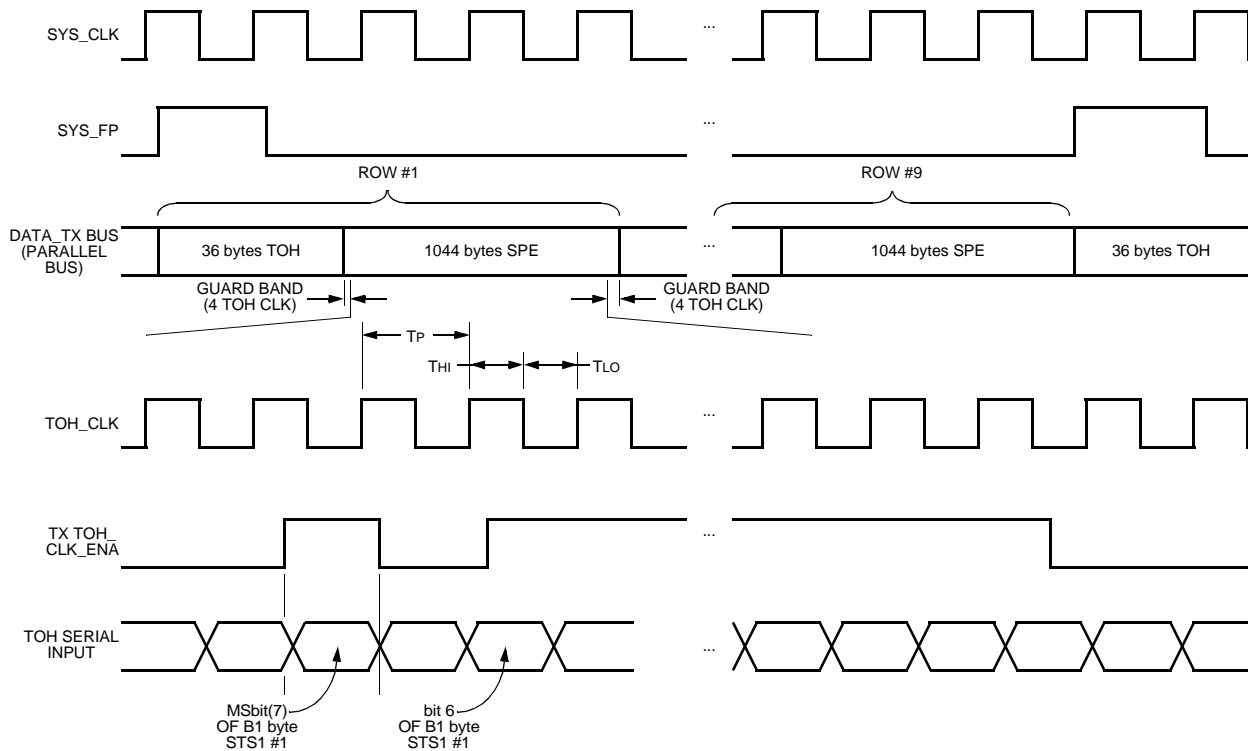 SYS_CLK
...
SYS_FP
...
ROW #1
ROW #9
DATA_TX BUS
(PARALLEL
BUS)
36 bytes TOH
1044 bytes SPE
...
1044 bytes SPE
36 bytes TOH
GUARD BAND
(4 TOH CLK)
GUARD BAND
(4 TOH CLK)
TP
THI
TLO
TOH_CLK
...
TX TOH_
CLK_ENA
...
TOH SERIAL
INPUT
...
MSbit(7)
OF B1 byte
STS1 #1
bit 6
OF B1 byte
STS1 #1